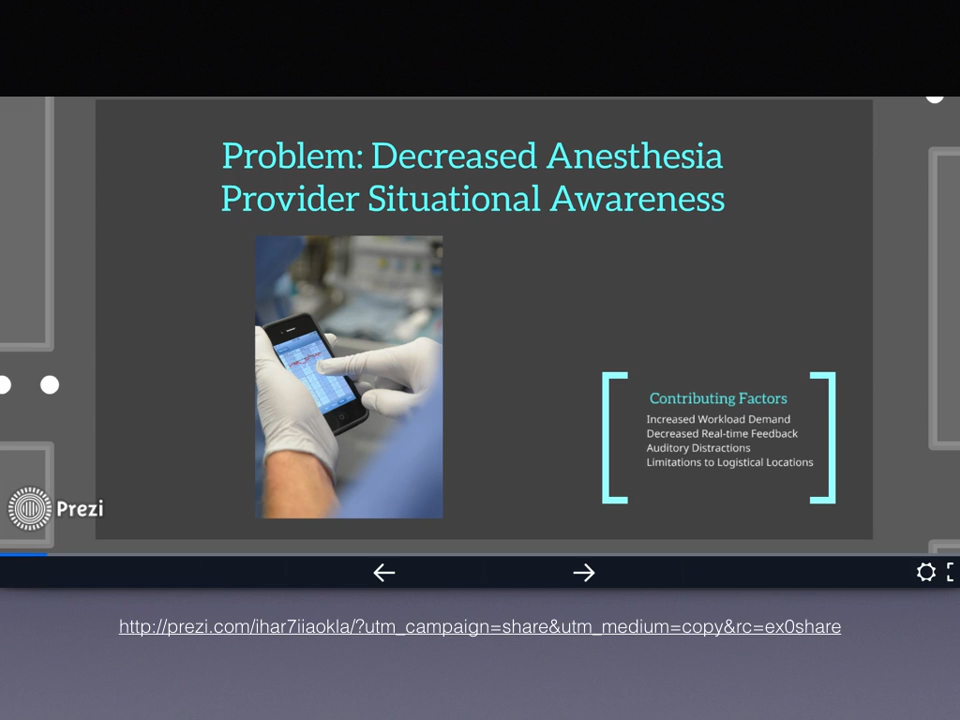 Problem: Decreased Anesthesia
Provider Situational Awareness
Contributing Factors
Increased Workload Demand
Decreased Real-time Feedback
Auditory Distractions
Limitations to Logistical Locations
Prezi
http://prezi.com/ihar7iiaokla/?utm_campaign=share&utm_medium=copy&rc=ex0share